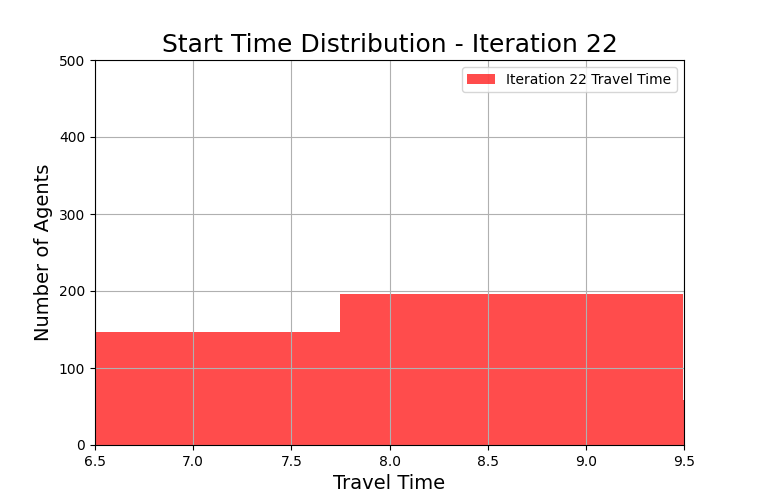 Start Time Distribution - Iteration 22
Iteration 22 Travel Time
Number of Agents
500
400
300
200
100
0
6.5 7.0 7.5 8.0 8.5 9.0 9.5
Travel Time